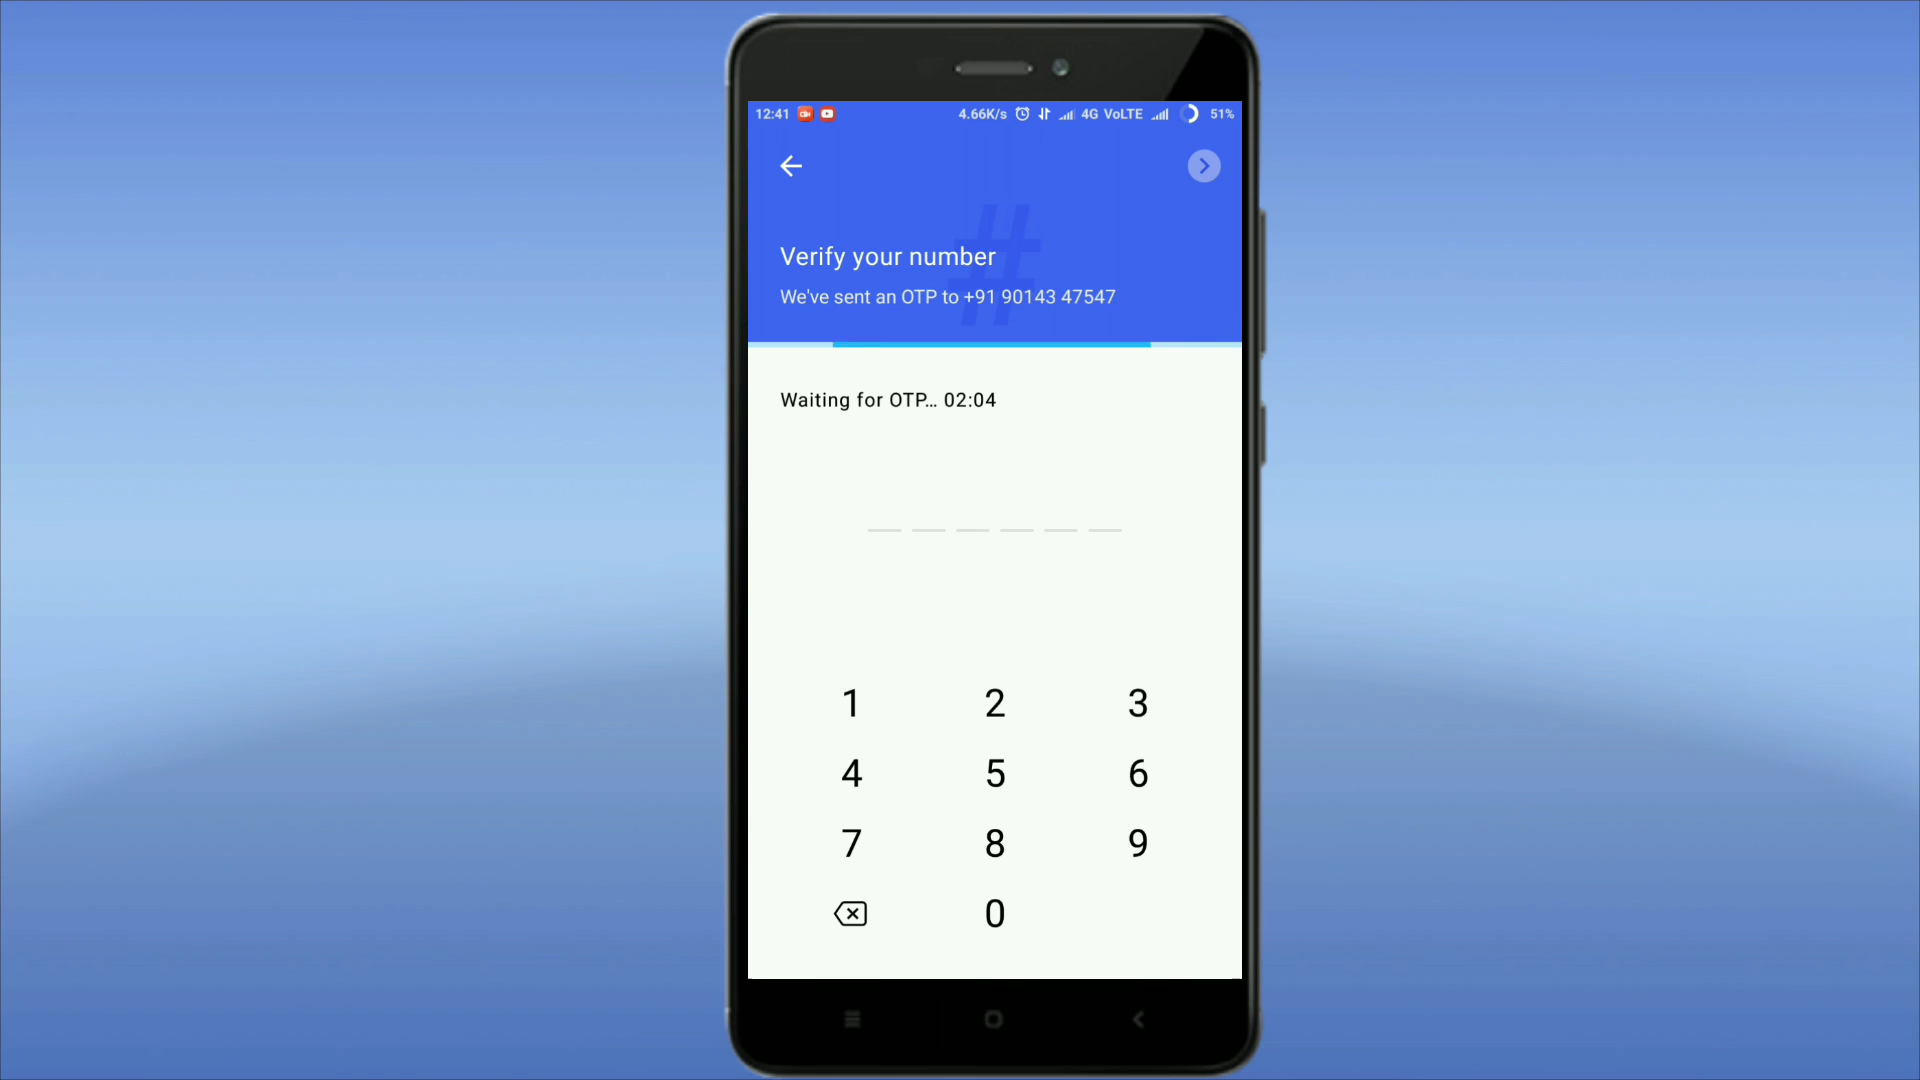 12:41 4.66K/s 4G VoLTE 51%
#
Verify your number
We've sent an OTP to +91 90143 47547
Waiting for OTP... 02:04
1 2 3
4 5 6
7 8 9
0